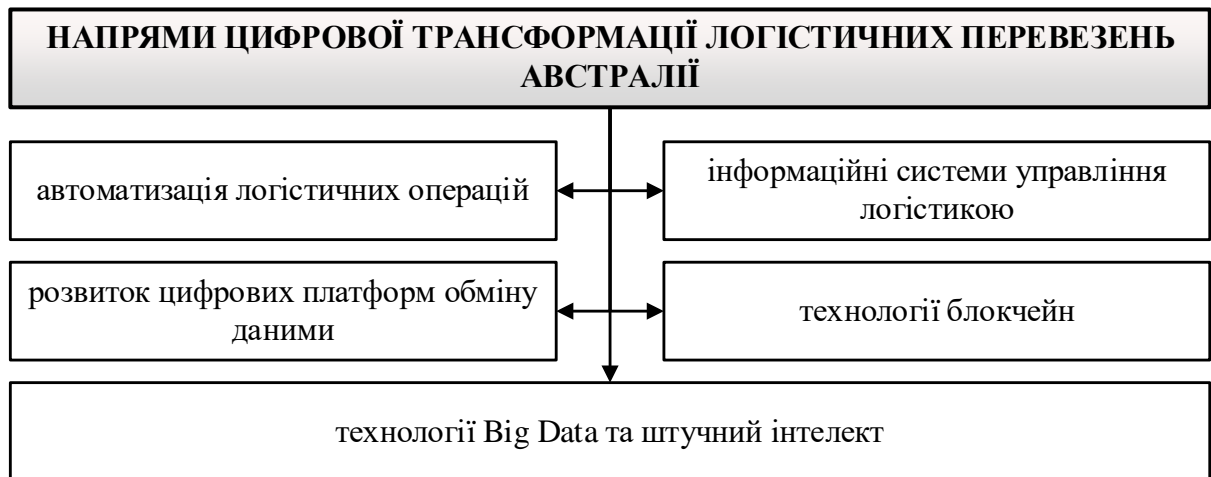 НАПРЯМИ ЦИФРОВОЇ ТРАНСФОРМАЦІЇ ЛОГІСТИЧНИХ ПЕРЕВЕЗЕНЬ
АВСТРАЛІЇ
автоматизація логістичних операцій
інформаційні системи управління
логістикою
розвиток цифрових платформ обміну
даними
технології блокчейн
технології Big Data та штучний інтелект